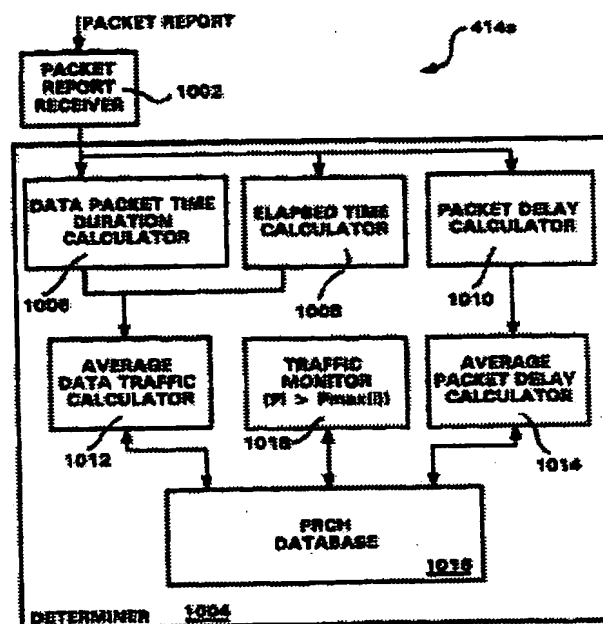 PACKET REPORT
414a
PACKET
REPORT
RECEIVER
1002
DATA PACKET TIME
DURATION
CALCULATOR
ELAPSED TIME
CALCULATOR
PACKET DELAY
CALCULATOR
1006
1008
1010
AVERAGE
DATA TRAFFIC
CALCULATOR
TRAFFIC
MONITOR
AVERAGE
PACKET DELAY
CALCULATOR
1012
1018
1014
PRCH
DATABASE
1016
DETERMINER 1004